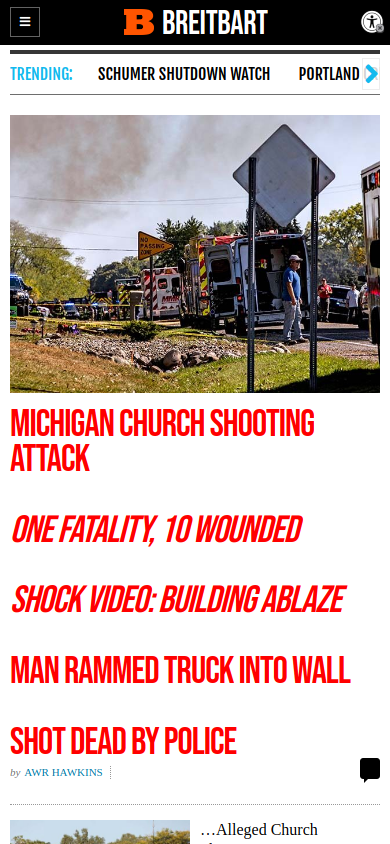 BREITBART
TRENDING: SCHUMER SHUTDOWN WATCH PORTLAND
NO
PASSING
ZONE
MICHIGAN CHURCH SHOOTING
ATTACK
ONE FATALITY, 10 WOUNDED
SHOCK VIDEO: BUILDING ABLAZE
MAN RAMMED TRUCK INTO WALL
SHOT DEAD BY POLICE
by AWR HAWKINS
…Alleged Church